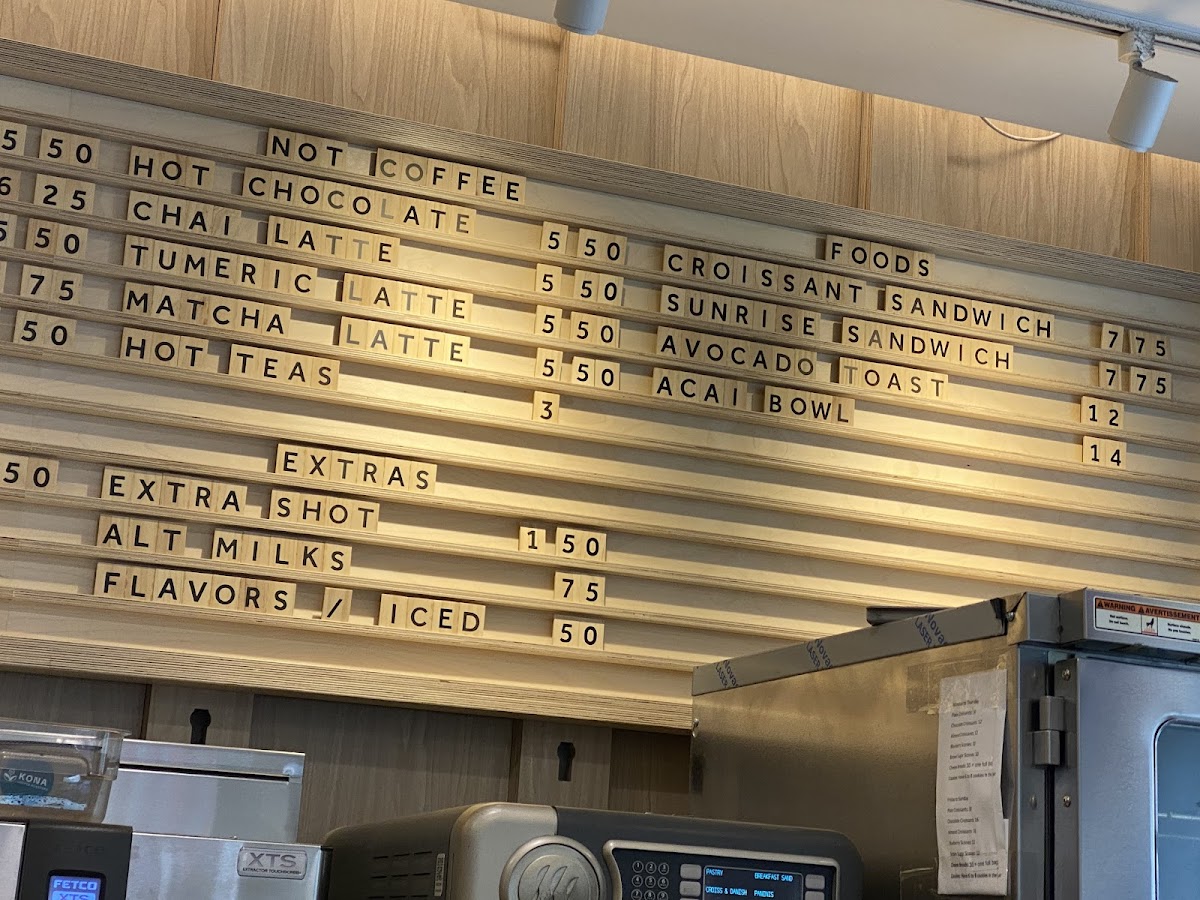 5 50
6 25
5 50
75
50
50
NOT COFFEE
HOT CHOCOLATE 5 50
CHAI LATTE 5 50
TUMERIC LATTE 5 50
MATCHA LATTE 5 50
HOT TEAS 3
EXTRAS
EXTRA SHOT 1 50
ALT MILKS 75
FLAVORS / ICED 50
FOODS
CROISSANT SANDWICH 7 75
SUNRISE SANDWICH 7 75
AVOCADO TOAST 12
ACAI BOWL 14
WARNING AVERTISSEMENT
KONA
XTS
EXTRACTOR TOUCHSCREEN
FETCO
XTS
PASTRY BREAKFAST SAND
CROISS & DANISH PANINIS